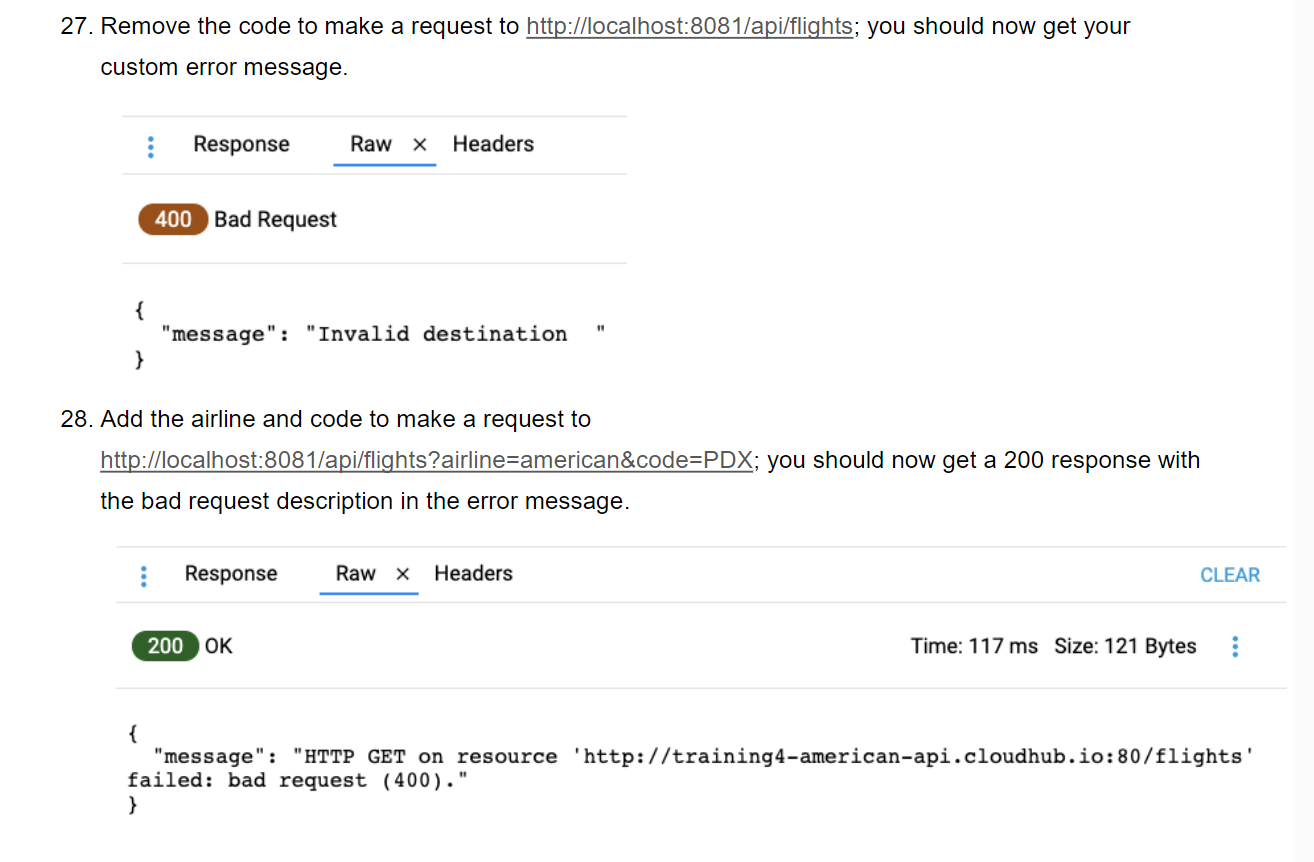 27. Remove the code to make a request to http://localhost:8081/api/flights; you should now get your
custom error message.
Response Raw × Headers
400 Bad Request
{
"message": "Invalid destination  "
}
28. Add the airline and code to make a request to
http://localhost:8081/api/flights?airline=american&code=PDX; you should now get a 200 response with
the bad request description in the error message.
Response Raw × Headers CLEAR
200 OK Time: 117 ms Size: 121 Bytes
{
"message": "HTTP GET on resource 'http://training4-american-api.cloudhub.io:80/flights'
failed: bad request (400)."
}